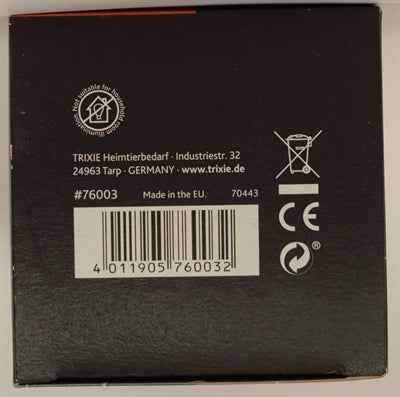 Not suitable for household room illumination
TRIXIE Heimtierbedarf · Industriestr. 32
24963 Tarp · GERMANY · www.trixie.de
#76003 Made in the EU. 70443
4 011905 760032
CE
®